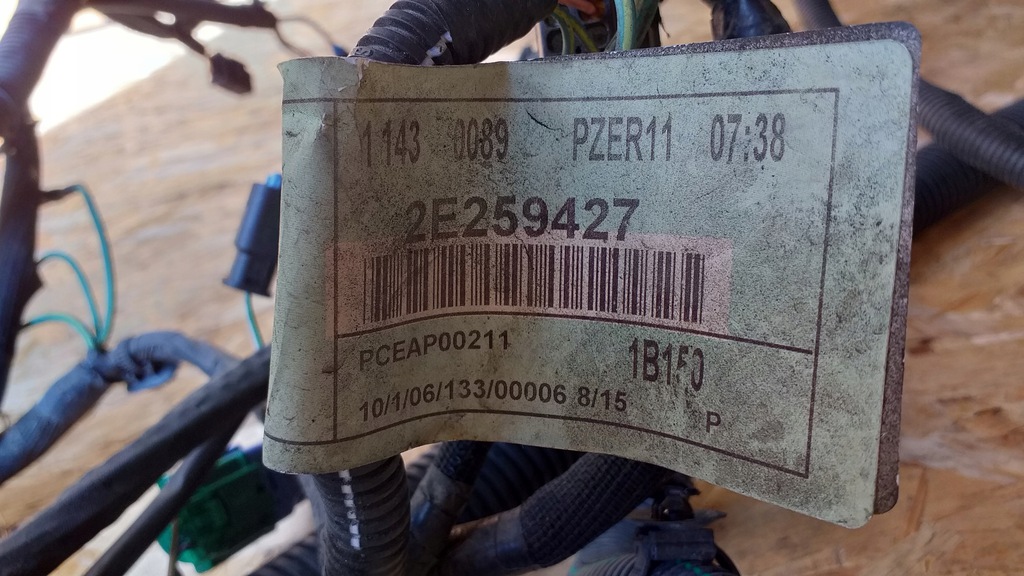 1 143 0089 PZER11 07:38
2E259427
PCEAP00211 1B150
10/1/06/133/00006 8/15 P